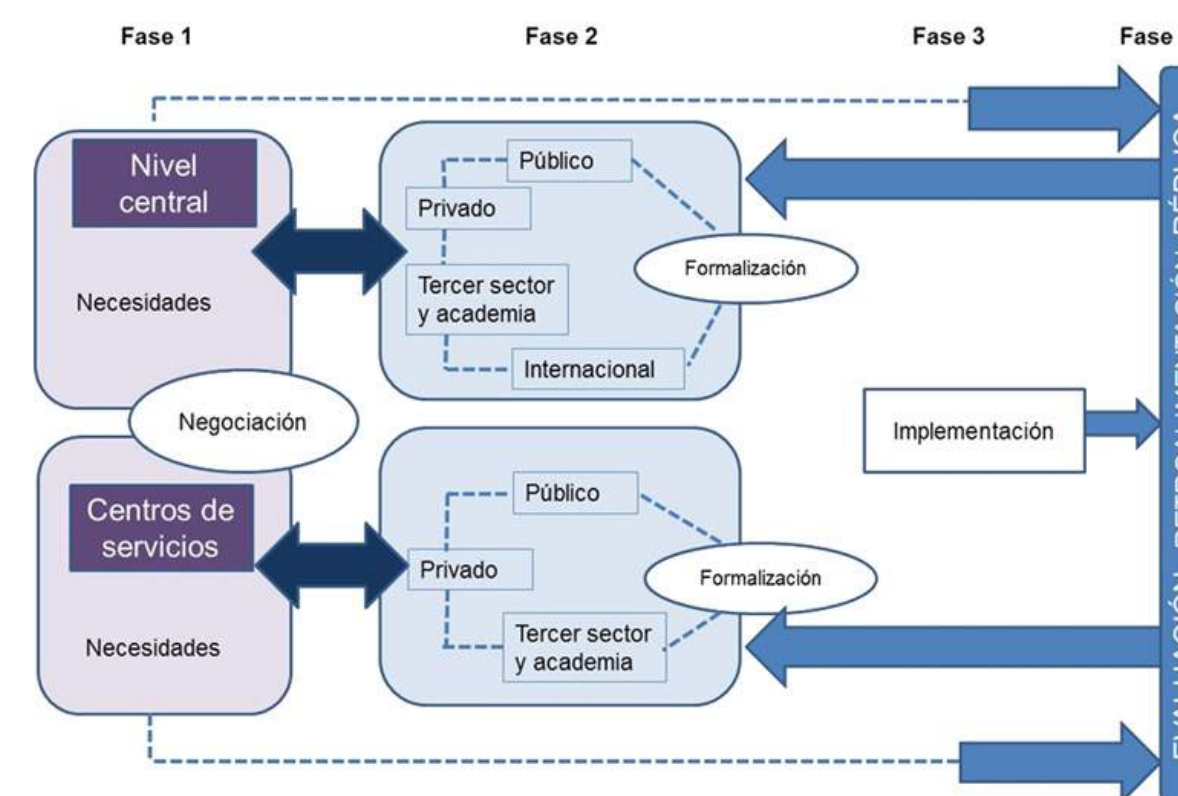 Fase 1
Fase 2
Fase 3
Fase
Nivel
central
Necesidades
Negociación
Centros de
servicios
Necesidades
Público
Privado
Tercer sector
y academia
Internacional
Formalización
Público
Privado
Tercer sector
y academia
Formalización
Implementación